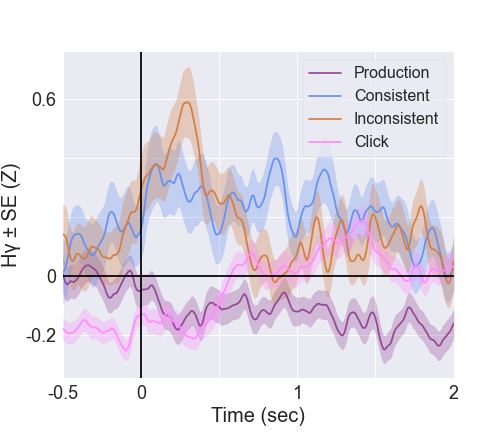 Production
Consistent
Inconsistent
Click
Hγ ± SE (Z)
0.6
0
-0.2
-0.5
0
1
2
Time (sec)